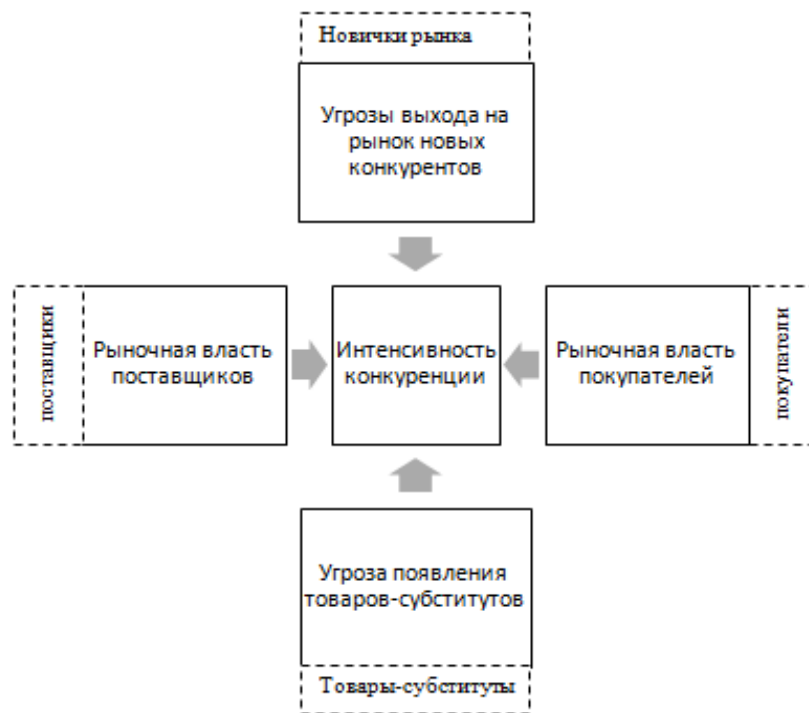 Новички рынка
Угрозы выхода на
рынок новых
конкурентов
поставщики
Рыночная власть
поставщиков
Интенсивность
конкуренции
Рыночная власть
покупателей
покупатели
Угроза появления
товаров-субститутов
Товары-субституты